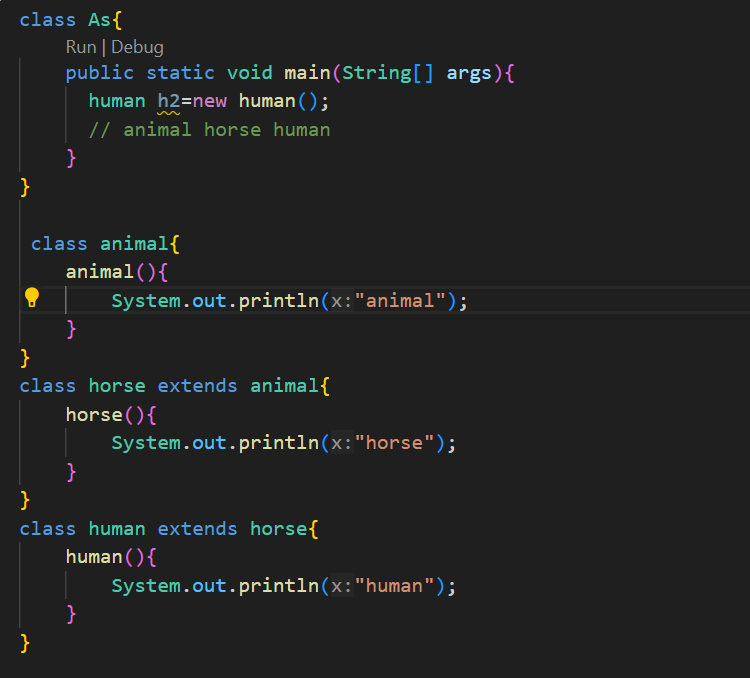 class As{
Run | Debug
public static void main(String[] args){
human h2=new human();
// animal horse human
}
}
class animal{
animal(){
System.out.println(x:"animal");
}
}
class horse extends animal{
horse(){
System.out.println(x:"horse");
}
}
class human extends horse{
human(){
System.out.println(x:"human");
}
}